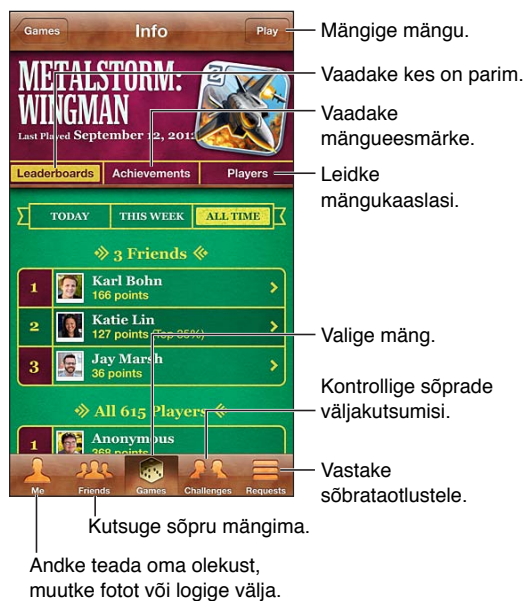 Games
Info
Play
Mängige mängu.
METALSTORM:
WINGMAN
Last Played September 12, 2012
Vaadake kes on parim.
Vaadake
mängueesmärke.
Leaderboards
Achievements
Players
Leidke
mängukaaslasi.
TODAY
THIS WEEK
ALL TIME
3 Friends
1
Karl Bohn
166 points
2
Katie Lin
127 points (Top 35%)
3
Jay Marsh
36 points
Valige mäng.
Kontrollige sõprade
väljakutsumisi.
All 615 Players
1
Anonymous
368 points
Me
Friends
Games
Challenges
Requests
Vastake
sõbrataotlustele.
Kutsuge sõpru mängima.
Andke teada oma olekust,
muutke fotot või logige välja.